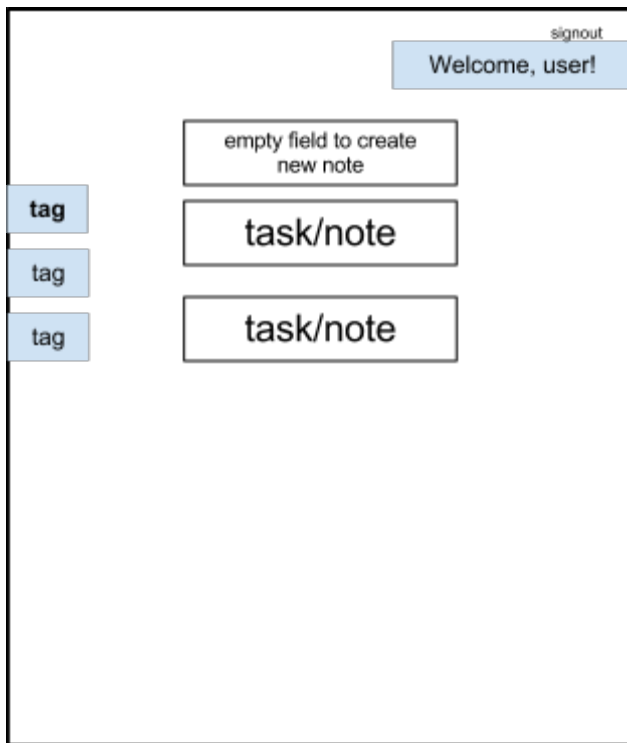 signout
Welcome, user!
empty field to create
new note
tag
task/note
tag
task/note
tag